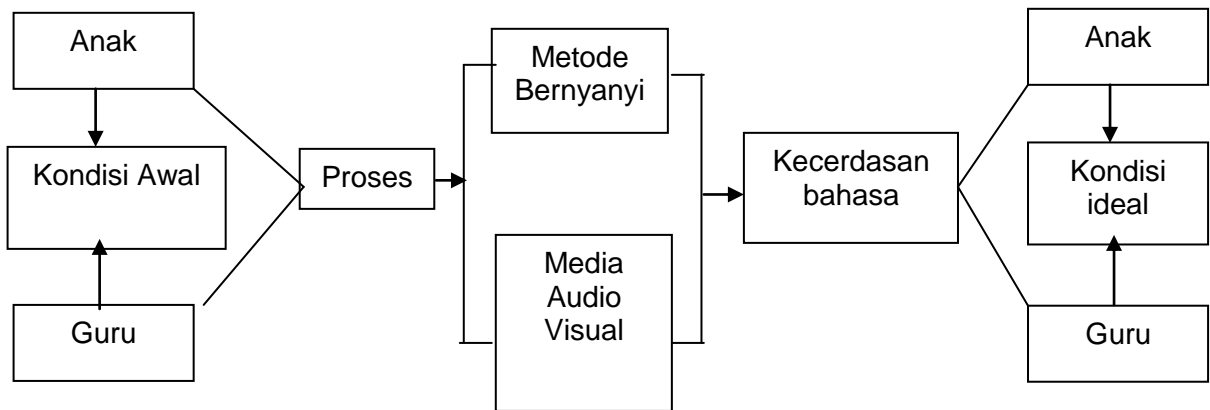 Anak
Kondisi Awal
Guru
Proses
Metode
Bernyanyi
Media
Audio
Visual
Kecerdasan
bahasa
Anak
Kondisi
ideal
Guru